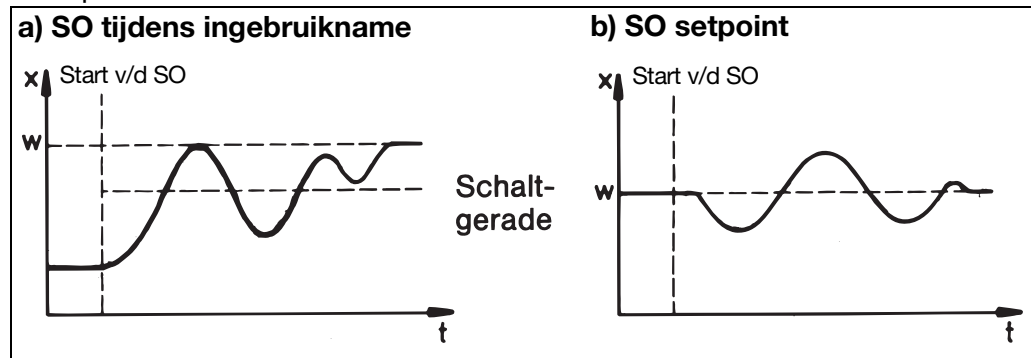 a) SO tijdens ingebruikname
x
Start v/d SO
W
t
Schalt-
gerade
b) SO setpoint
x
Start v/d SO
W
t